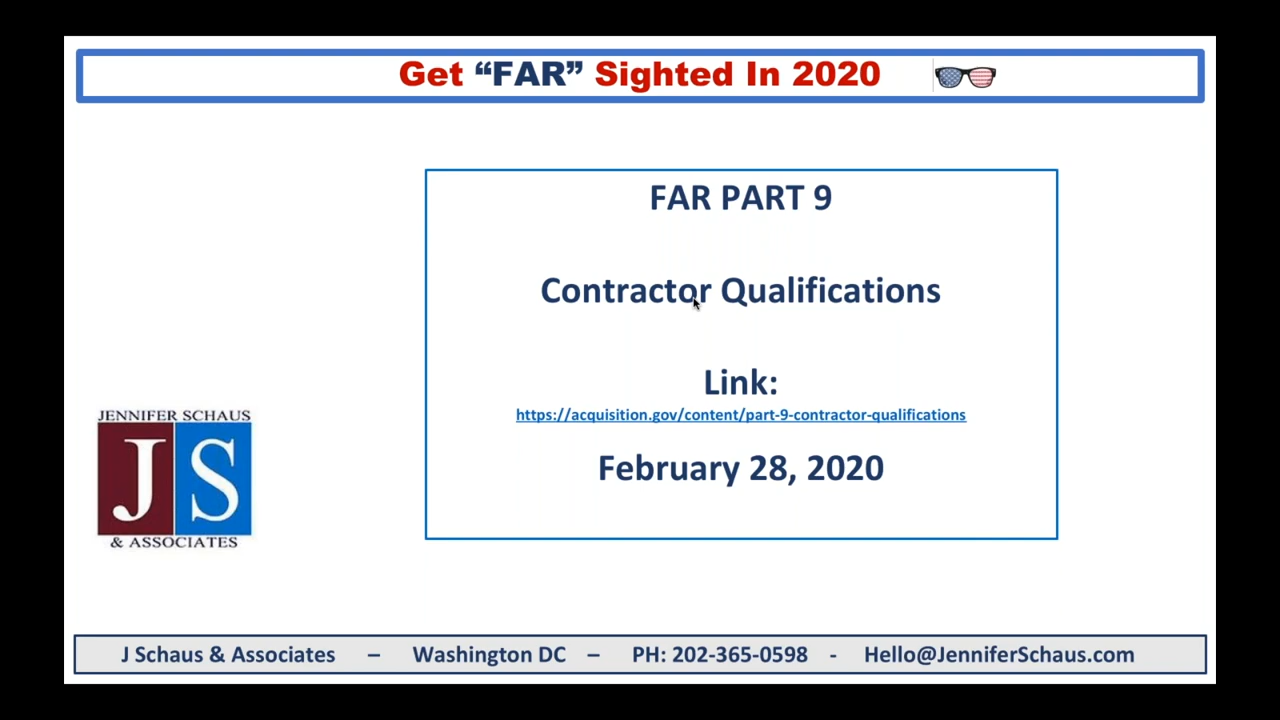 Get “FAR” Sighted In 2020
FAR PART 9
Contractor Qualifications
Link:
https://acquisition.gov/content/part-9-contractor-qualifications
February 28, 2020
JENNIFER SCHAUS
JS
& ASSOCIATES
J Schaus & Associates – Washington DC – PH: 202-365-0598 - Hello@JenniferSchaus.com